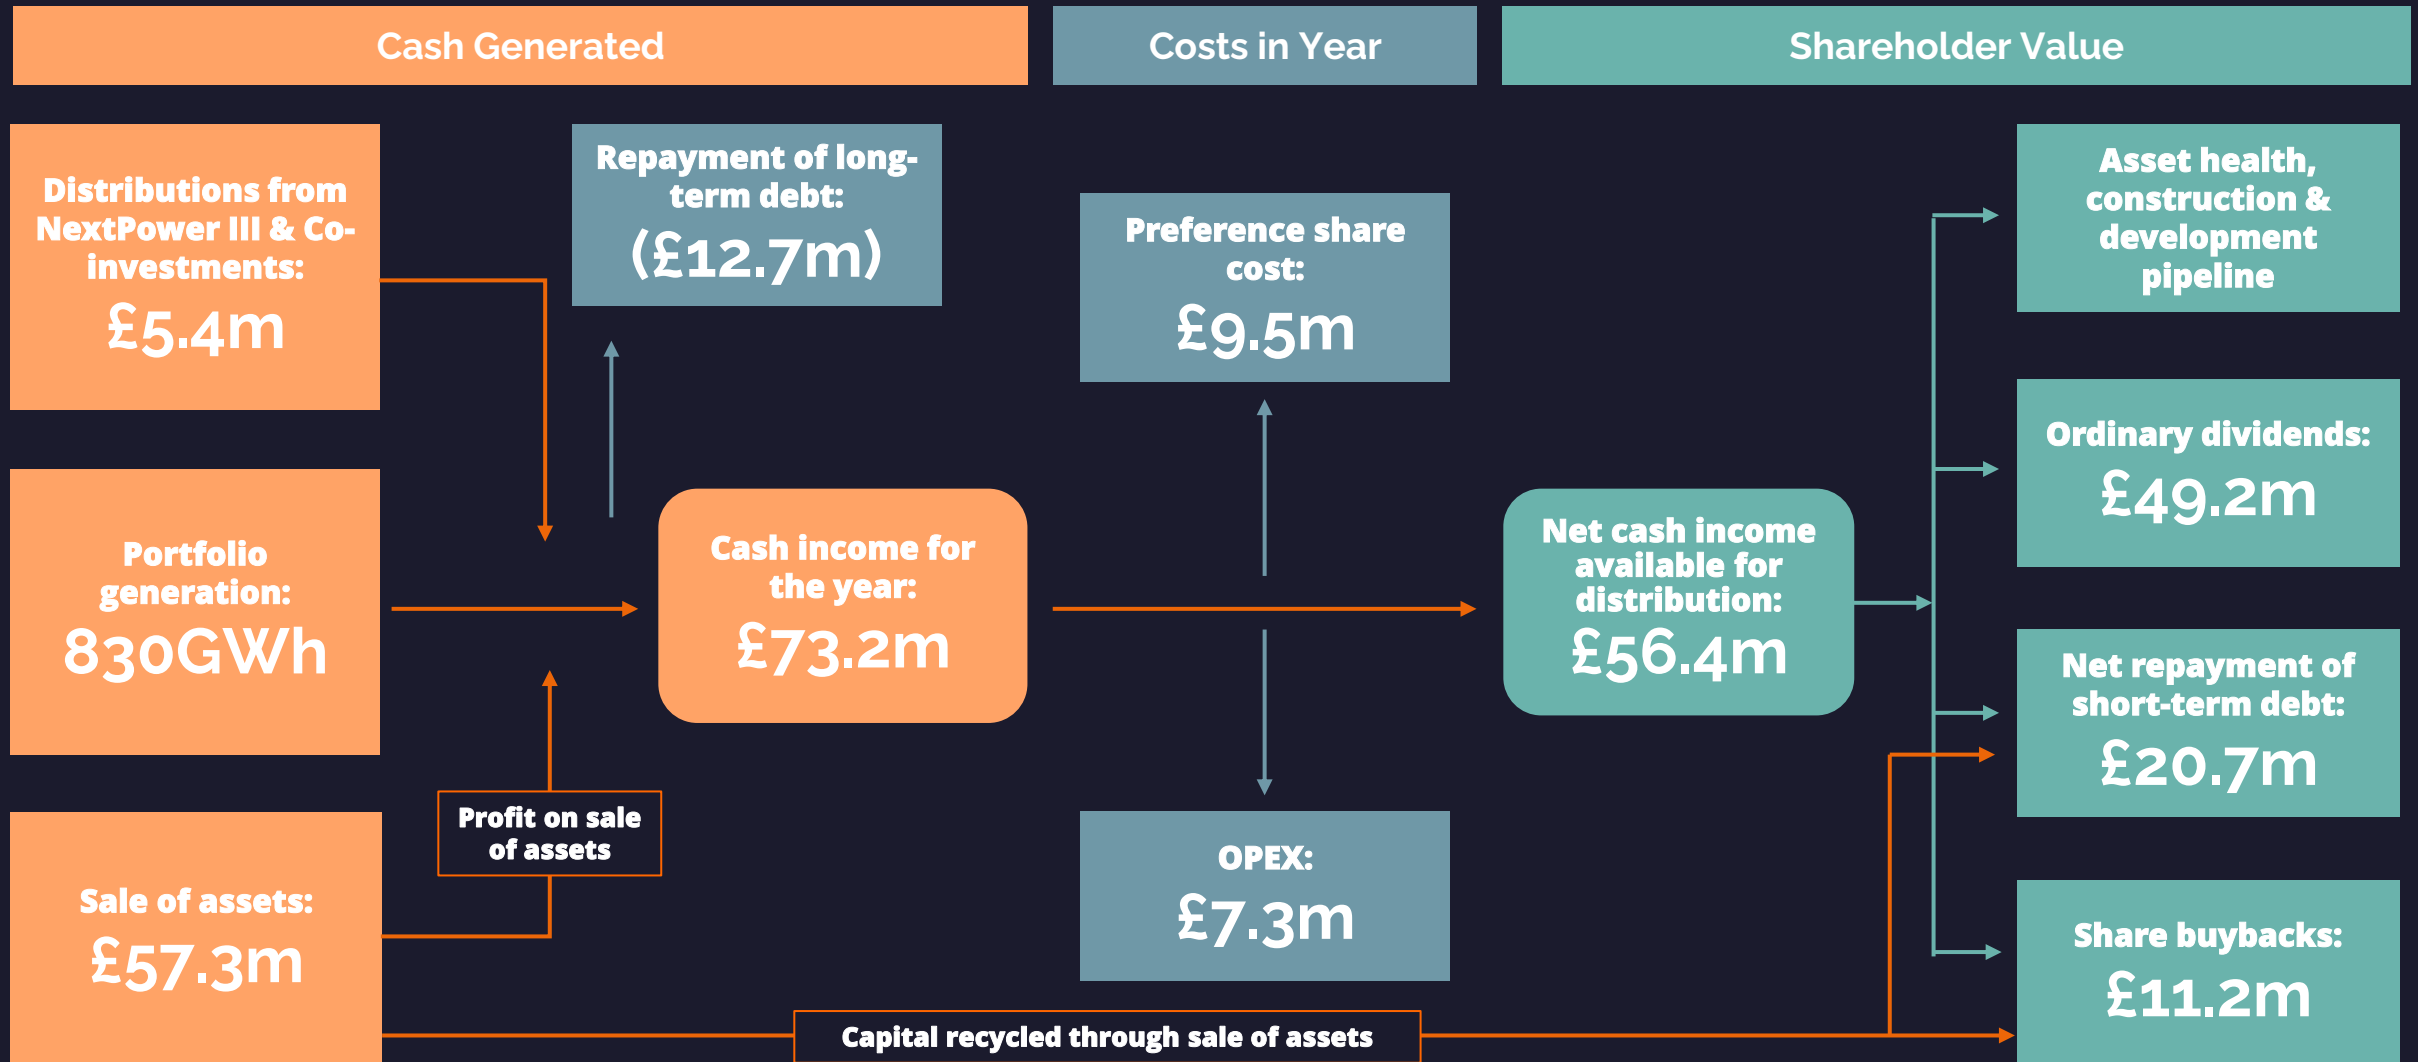 Cash Generated
Costs in Year
Shareholder Value
Distributions from
NextPower III & Co-
investments:
£5.4m
Repayment of long-
term debt:
(£12.7m)
Portfolio
generation:
830GWh
Cash income for
the year:
£73.2m
Sale of assets:
£57.3m
Profit on sale
of assets
Preference share
cost:
£9.5m
OPEX:
£7.3m
Net cash income
available for
distribution:
£56.4m
Asset health,
construction &
development
pipeline
Ordinary dividends:
£49.2m
Net repayment of
short-term debt:
£20.7m
Share buybacks:
£11.2m
Capital recycled through sale of assets